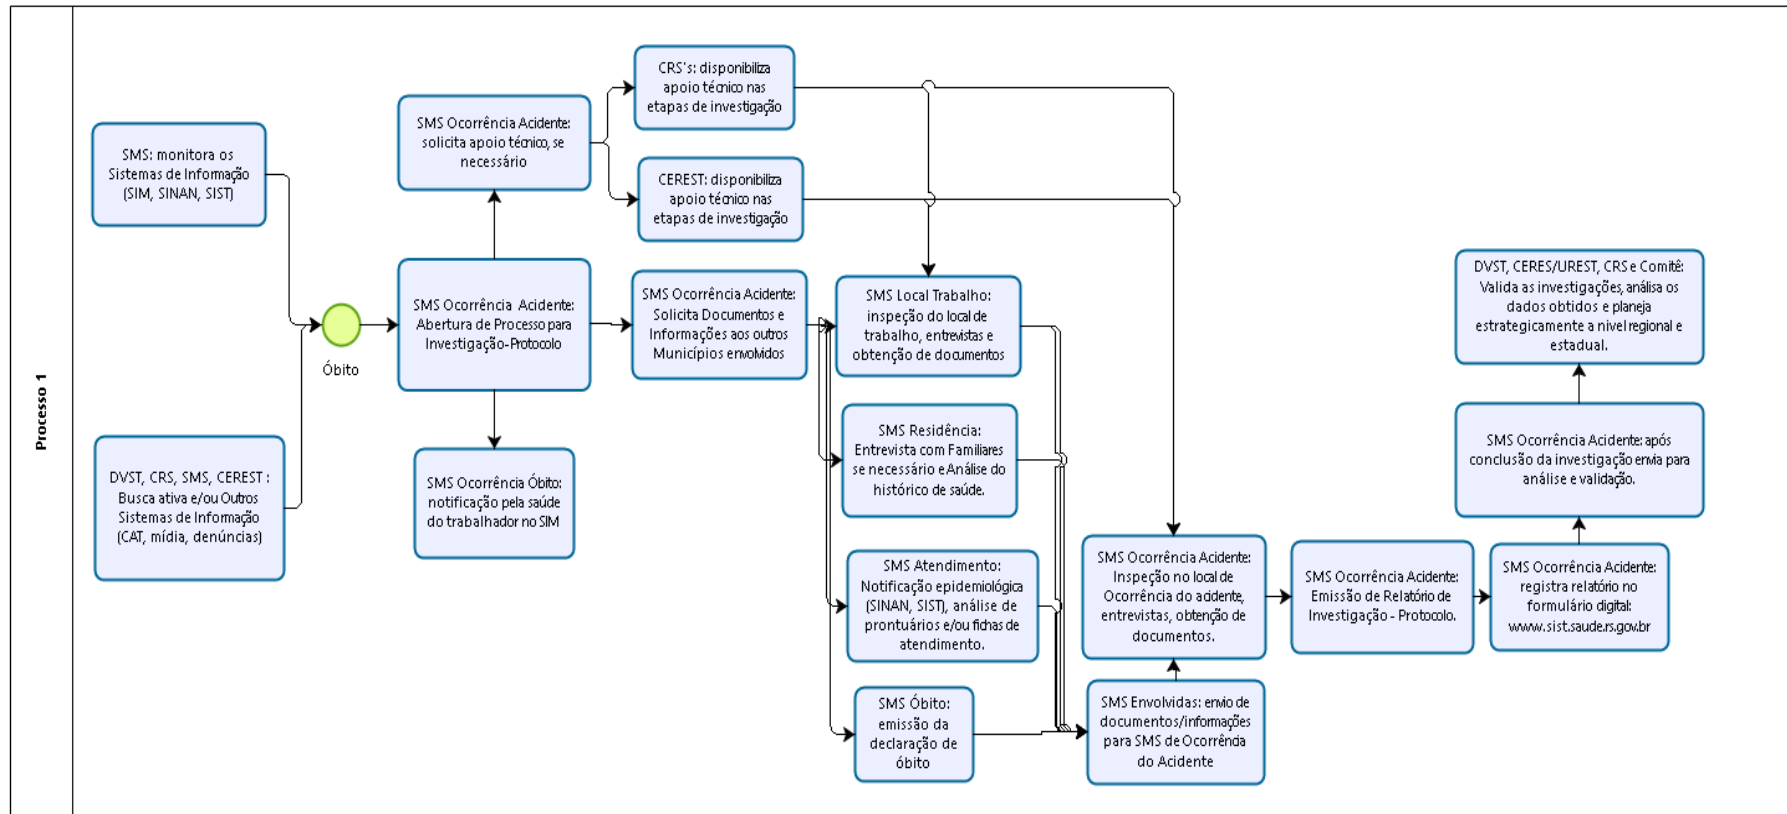 Processo 1
SMS: monitora os
Sistemas de Informação
(SIM, SINAN, SIST)
DVST, CRS, SMS, CEREST :
Busca ativa e/ou Outros
Sistemas de Informação
(CAT, mídia, denúncias)
Óbito
SMS Ocorrência Acidente:
solicita apoio técnico, se
necessário
SMS Ocorrência Acidente:
Abertura de Processo para
Investigação-Protocolo
SMS Ocorrência Óbito:
notificação pela saúde
do trabalhador no SIM
CRS's: disponibiliza
apoio técnico nas
etapas de investigação
CEREST: disponibiliza
apoio técnico nas
etapas de investigação
SMS Ocorrência Acidente:
Solicita Documentos e
Informações aos outros
Municípios envolvidos
SMS Local Trabalho:
inspeção do local de
trabalho, entrevistas e
obtenção de documentos
SMS Residência:
Entrevista com Familiares
se necessário e Análise do
histórico de saúde.
SMS Atendimento:
Notificação epidemiológica
(SINAN, SIST), análise de
prontuários e/ou fichas de
atendimento.
SMS Óbito:
emissão da
declaração de
óbito
SMS Ocorrência Acidente:
Inspeção no local de
Ocorrência do acidente,
entrevistas, obtenção de
documentos.
SMS Envolvidas: envio de
documentos/informações
para SMS de Ocorrência
do Acidente
SMS Ocorrência Acidente:
Emissão de Relatório de
Investigação - Protocolo.
SMS Ocorrência Acidente:
registra relatório no
formulário digital:
www.sist.saude.rs.gov.br
SMS Ocorrência Acidente: após
conclusão da investigação envia para
análise e validação.
DVST, CERES/UREST, CRS e Comitê:
Valida as investigações, análisa os
dados obtidos e planeja
estrategicamente a nivel regional e
estadual.